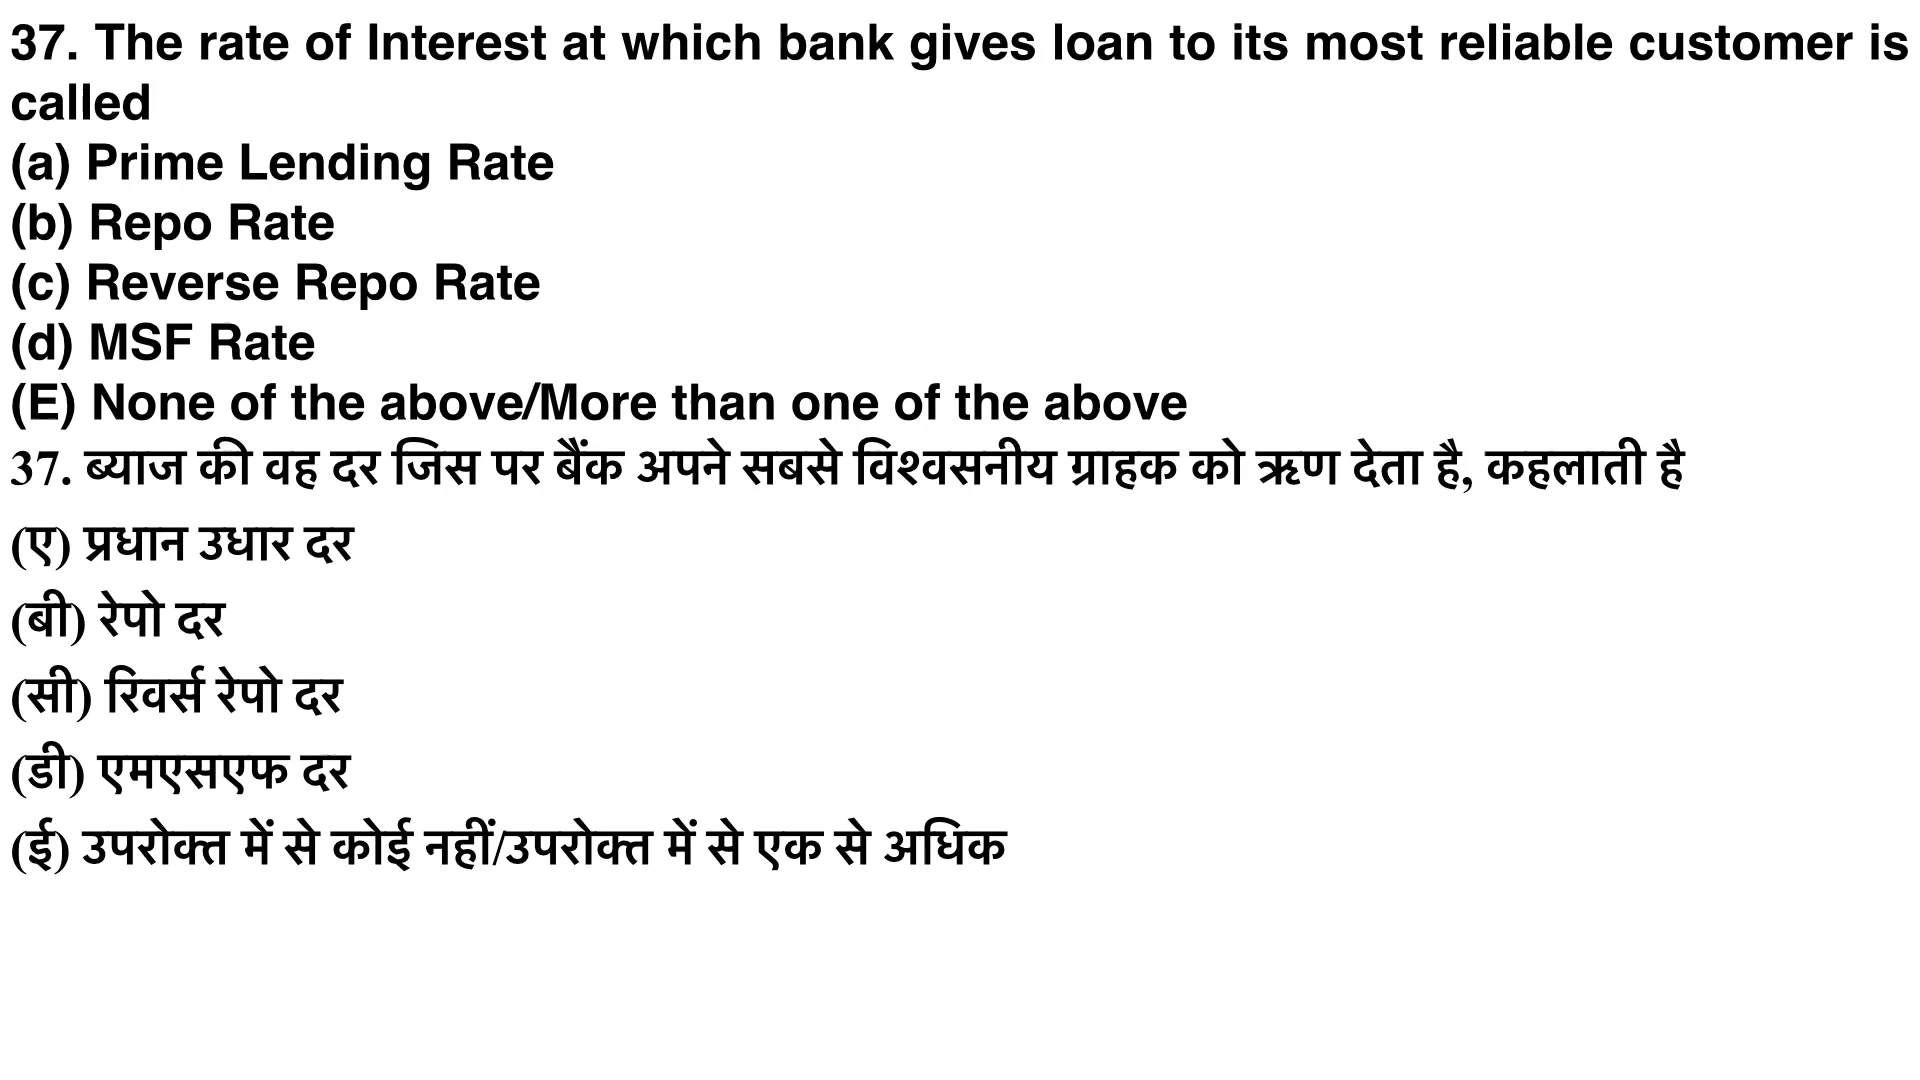 37. The rate of Interest at which bank gives loan to its most reliable customer is
called
(a) Prime Lending Rate
(b) Repo Rate
(c) Reverse Repo Rate
(d) MSF Rate
(E) None of the above/More than one of the above
37. ब्याज की वह दर जिस पर बैंक अपने सबसे विश्वसनीय ग्राहक को ऋण देता है, कहलाती है
(ए) प्रधान उधार दर
(बी) रेपो दर
(सी) रिवर्स रेपो दर
(डी) एमएसएफ दर
(ई) उपरोक्त में से कोई नहीं/उपरोक्त में से एक से अधिक